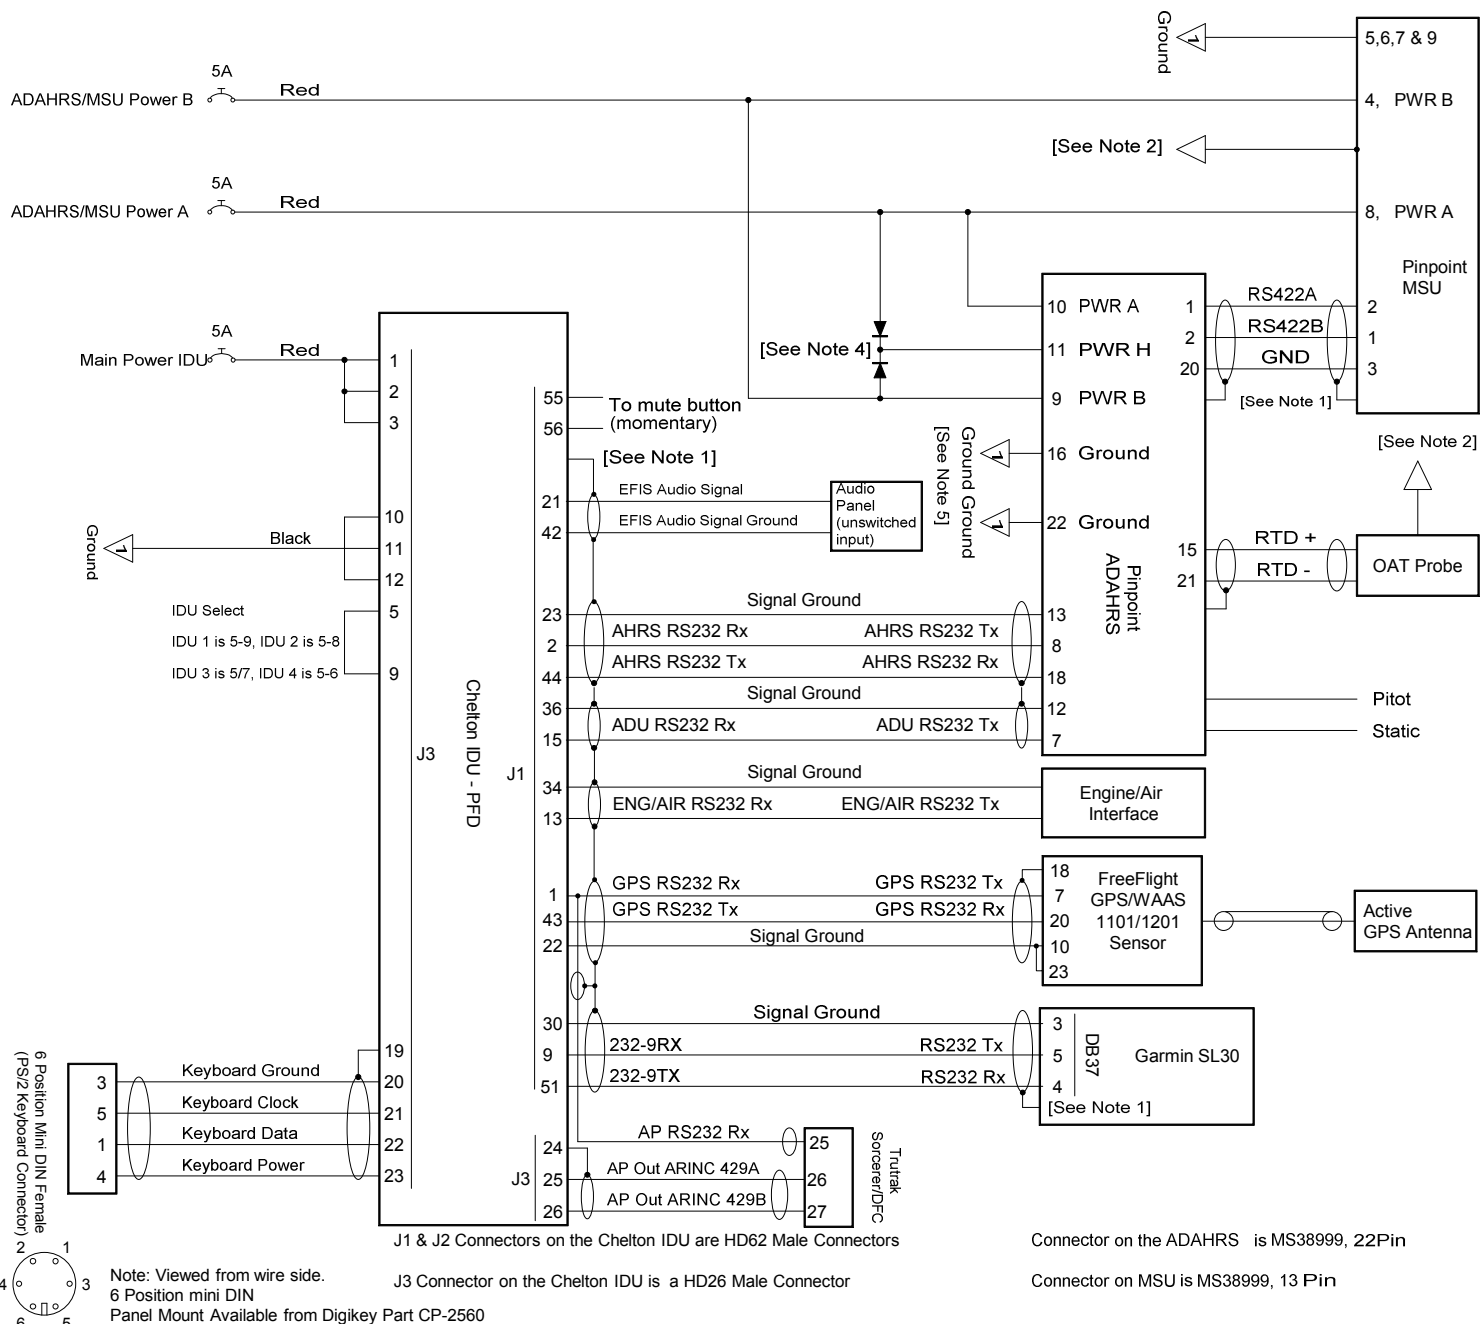 Ground
1
5,6,7 & 9
5A
ADAHRS/MSU Power B
Red
4, PWR B
[See Note 2]
5A
ADAHRS/MSU Power A
Red
8, PWR A
Pinpoint
MSU
10 PWR A
1
RS422A
2
[See Note 4]
11 PWR H
2
RS422B
1
20
GND
3
9 PWR B
[See Note 1]
5A
Main Power IDU
Red
1
2
3
55
To mute button
(momentary)
56
[See Note 1]
Ground Ground
[See Note 5]
1
16 Ground
1
22 Ground
[See Note 2]
21
EFIS Audio Signal
42
EFIS Audio Signal Ground
Audio
Panel
(unswitched
input)
10
Ground
1
Black
11
12
15
RTD +
21
RTD -
OAT Probe
Pinpoint
ADAHRS
IDU Select
5
IDU 1 is 5-9, IDU 2 is 5-8
IDU 3 is 5/7, IDU 4 is 5-6
9
Signal Ground
23
13
AHRS RS232 Rx
AHRS RS232 Tx
2
8
AHRS RS232 Tx
AHRS RS232 Rx
44
18
Signal Ground
36
12
ADU RS232 Rx
ADU RS232 Tx
15
7
Pitot
Static
J3
Chelton IDU - PFD
J1
Signal Ground
34
ENG/AIR RS232 Rx
ENG/AIR RS232 Tx
13
Engine/Air
Interface
18
GPS RS232 Rx
GPS RS232 Tx
1
7
GPS RS232 Tx
GPS RS232 Rx
43
20
Signal Ground
22
10
23
FreeFlight
GPS/WAAS
1101/1201
Sensor
Active
GPS Antenna
Signal Ground
30
3
232-9RX
RS232 Tx
9
5
232-9TX
RS232 Rx
51
4
[See Note 1]
DB37
Garmin SL30
19
6 Position Mini DIN Female
(PS/2 Keyboard Connector)
3
Keyboard Ground
20
5
Keyboard Clock
21
1
Keyboard Data
22
4
Keyboard Power
23
AP RS232 Rx
25
24
AP Out ARINC 429A
J3
25
26
AP Out ARINC 429B
26
27
Trutrak
Sorcerer/DFC
J1 & J2 Connectors on the Chelton IDU are HD62 Male Connectors
Connector on the ADAHRS is MS38999, 22Pin
J3 Connector on the Chelton IDU is a HD26 Male Connector
Connector on MSU is MS38999, 13 Pin
2
1
4
3
6
5
Note: Viewed from wire side.
6 Position mini DIN
Panel Mount Available from Digikey Part CP-2560